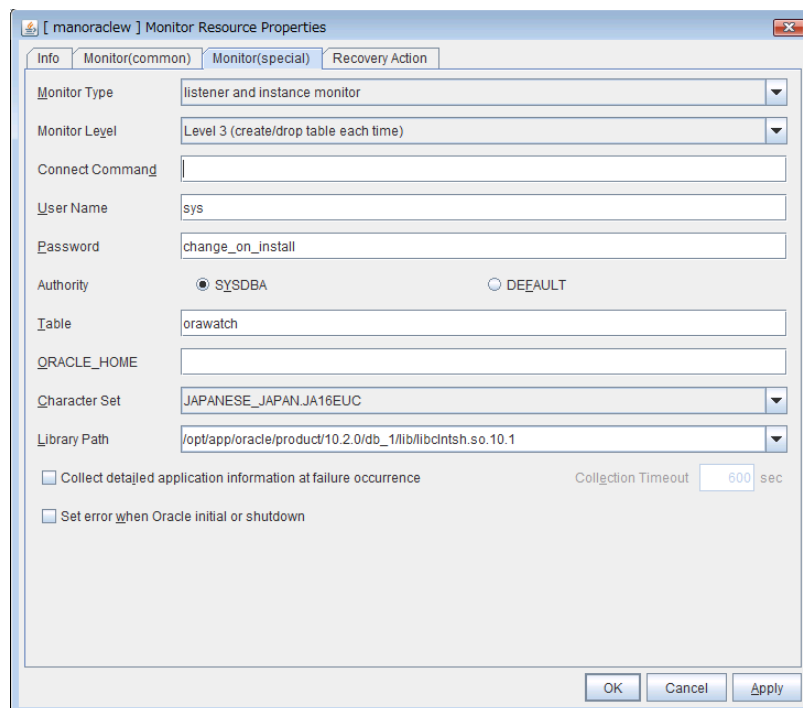 [ manoraclew ] Monitor Resource Properties
Info Monitor(common) Monitor(special) Recovery Action
Monitor Type listener and instance monitor
Monitor Level Level 3 (create/drop table each time)
Connect Command
User Name sys
Password change_on_install
Authority SYSDBA DEFAULT
Table orawatch
ORACLE_HOME
Character Set JAPANESE_JAPAN.JA16EUC
Library Path /opt/app/oracle/product/10.2.0/db_1/lib/libclntsh.so.10.1
Collect detailed application information at failure occurrence Collection Timeout 600 sec
Set error when Oracle initial or shutdown
OK Cancel Apply